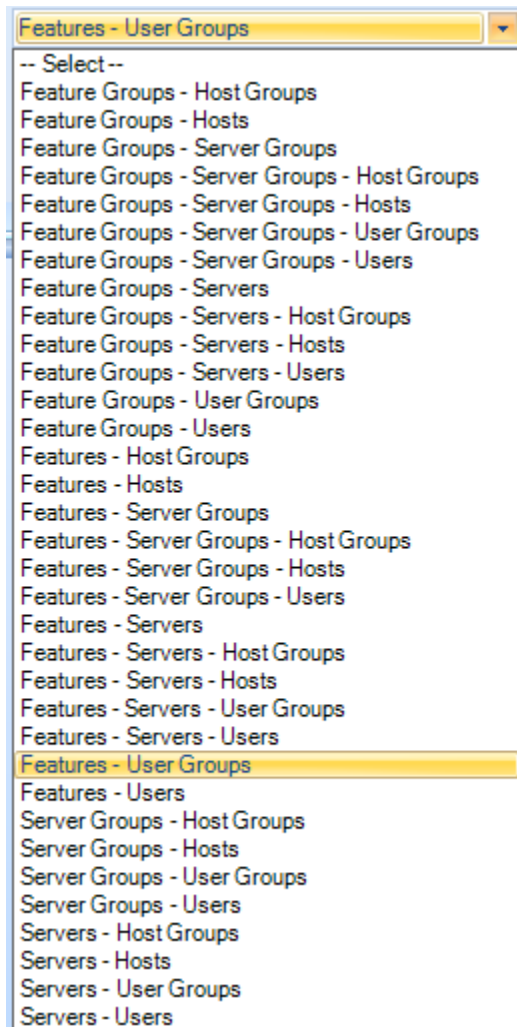 Features - User Groups
-- Select --
Feature Groups - Host Groups
Feature Groups - Hosts
Feature Groups - Server Groups
Feature Groups - Server Groups - Host Groups
Feature Groups - Server Groups - Hosts
Feature Groups - Server Groups - User Groups
Feature Groups - Server Groups - Users
Feature Groups - Servers
Feature Groups - Servers - Host Groups
Feature Groups - Servers - Hosts
Feature Groups - Servers - Users
Feature Groups - User Groups
Feature Groups - Users
Features - Host Groups
Features - Hosts
Features - Server Groups
Features - Server Groups - Host Groups
Features - Server Groups - Hosts
Features - Server Groups - Users
Features - Servers
Features - Servers - Host Groups
Features - Servers - Hosts
Features - Servers - User Groups
Features - Servers - Users
Features - User Groups
Features - Users
Server Groups - Host Groups
Server Groups - Hosts
Server Groups - User Groups
Server Groups - Users
Servers - Host Groups
Servers - Hosts
Servers - User Groups
Servers - Users